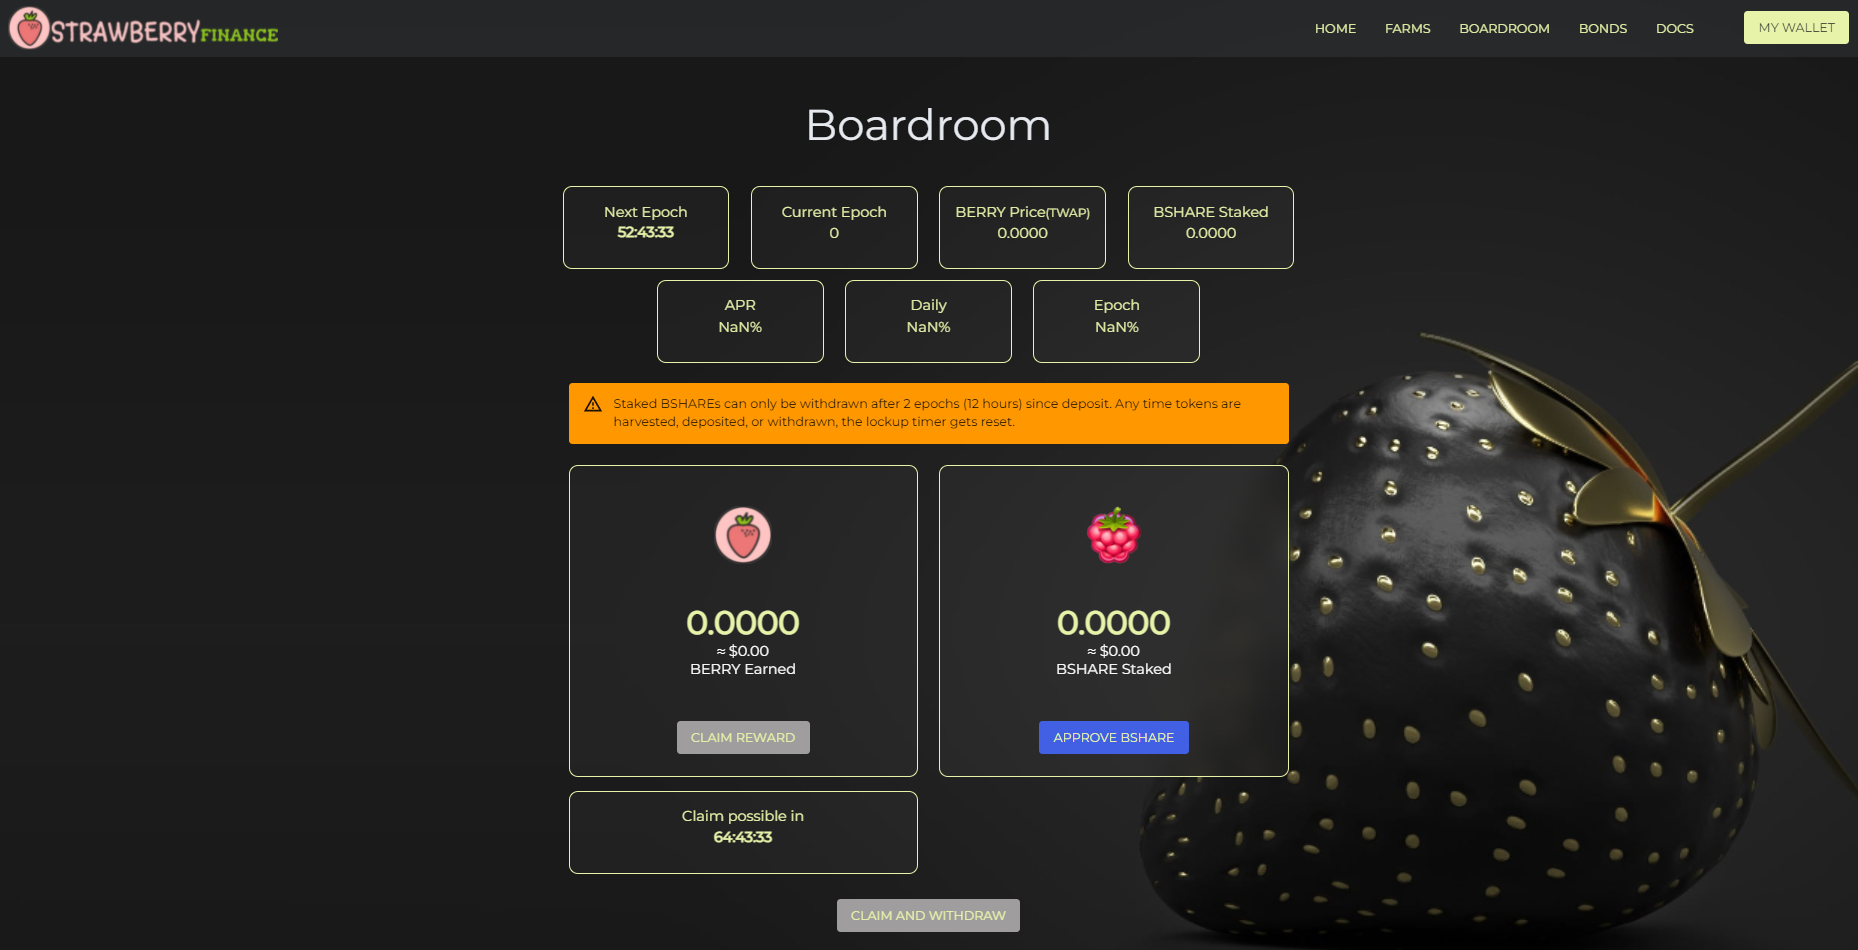 STRAWBERRY FINANCE
HOME FARMS BOARDROOM BONDS DOCS MY WALLET
Boardroom
Next Epoch
52:43:33
Current Epoch
0
BERRY Price(TWAP)
0.0000
BSHARE Staked
0.0000
APR
NaN%
Daily
NaN%
Epoch
NaN%
Staked BSHAREs can only be withdrawn after 2 epochs (12 hours) since deposit. Any time tokens are
harvested, deposited, or withdrawn, the lockup timer gets reset.
0.0000
≈ $0.00
BERRY Earned
CLAIM REWARD
0.0000
≈ $0.00
BSHARE Staked
APPROVE BSHARE
Claim possible in
64:43:33
CLAIM AND WITHDRAW